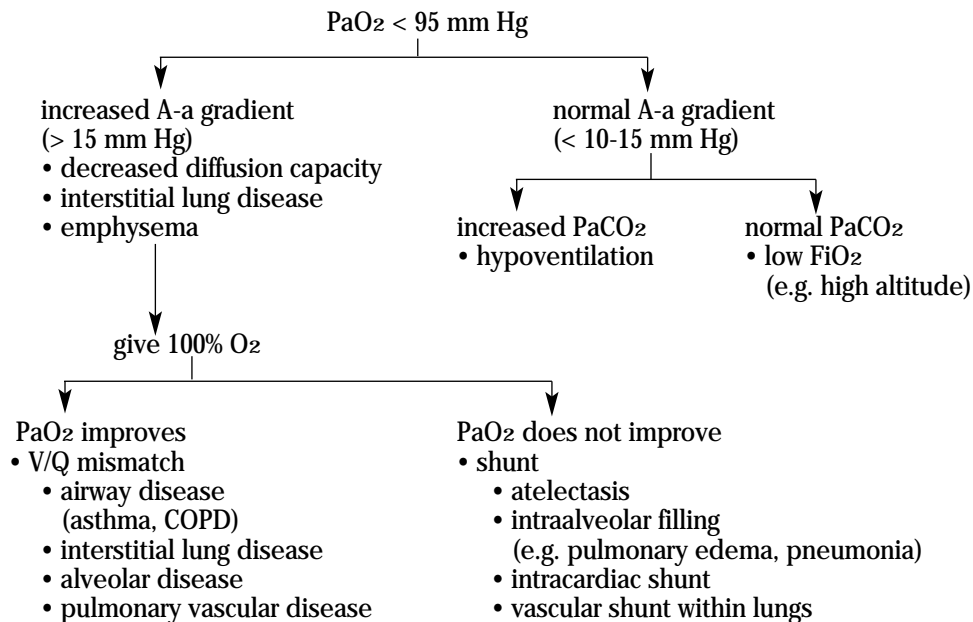 PaO2 < 95 mm Hg
increased A-a gradient
(> 15 mm Hg)
• decreased diffusion capacity
• interstitial lung disease
• emphysema
normal A-a gradient
(< 10-15 mm Hg)
increased PaCO2
• hypoventilation
normal PaCO2
• low FiO2
(e.g. high altitude)
give 100% O2
PaO2 improves
• V/Q mismatch
• airway disease
(asthma, COPD)
• interstitial lung disease
• alveolar disease
• pulmonary vascular disease
PaO2 does not improve
• shunt
• atelectasis
• intraalveolar filling
(e.g. pulmonary edema, pneumonia)
• intracardiac shunt
• vascular shunt within lungs